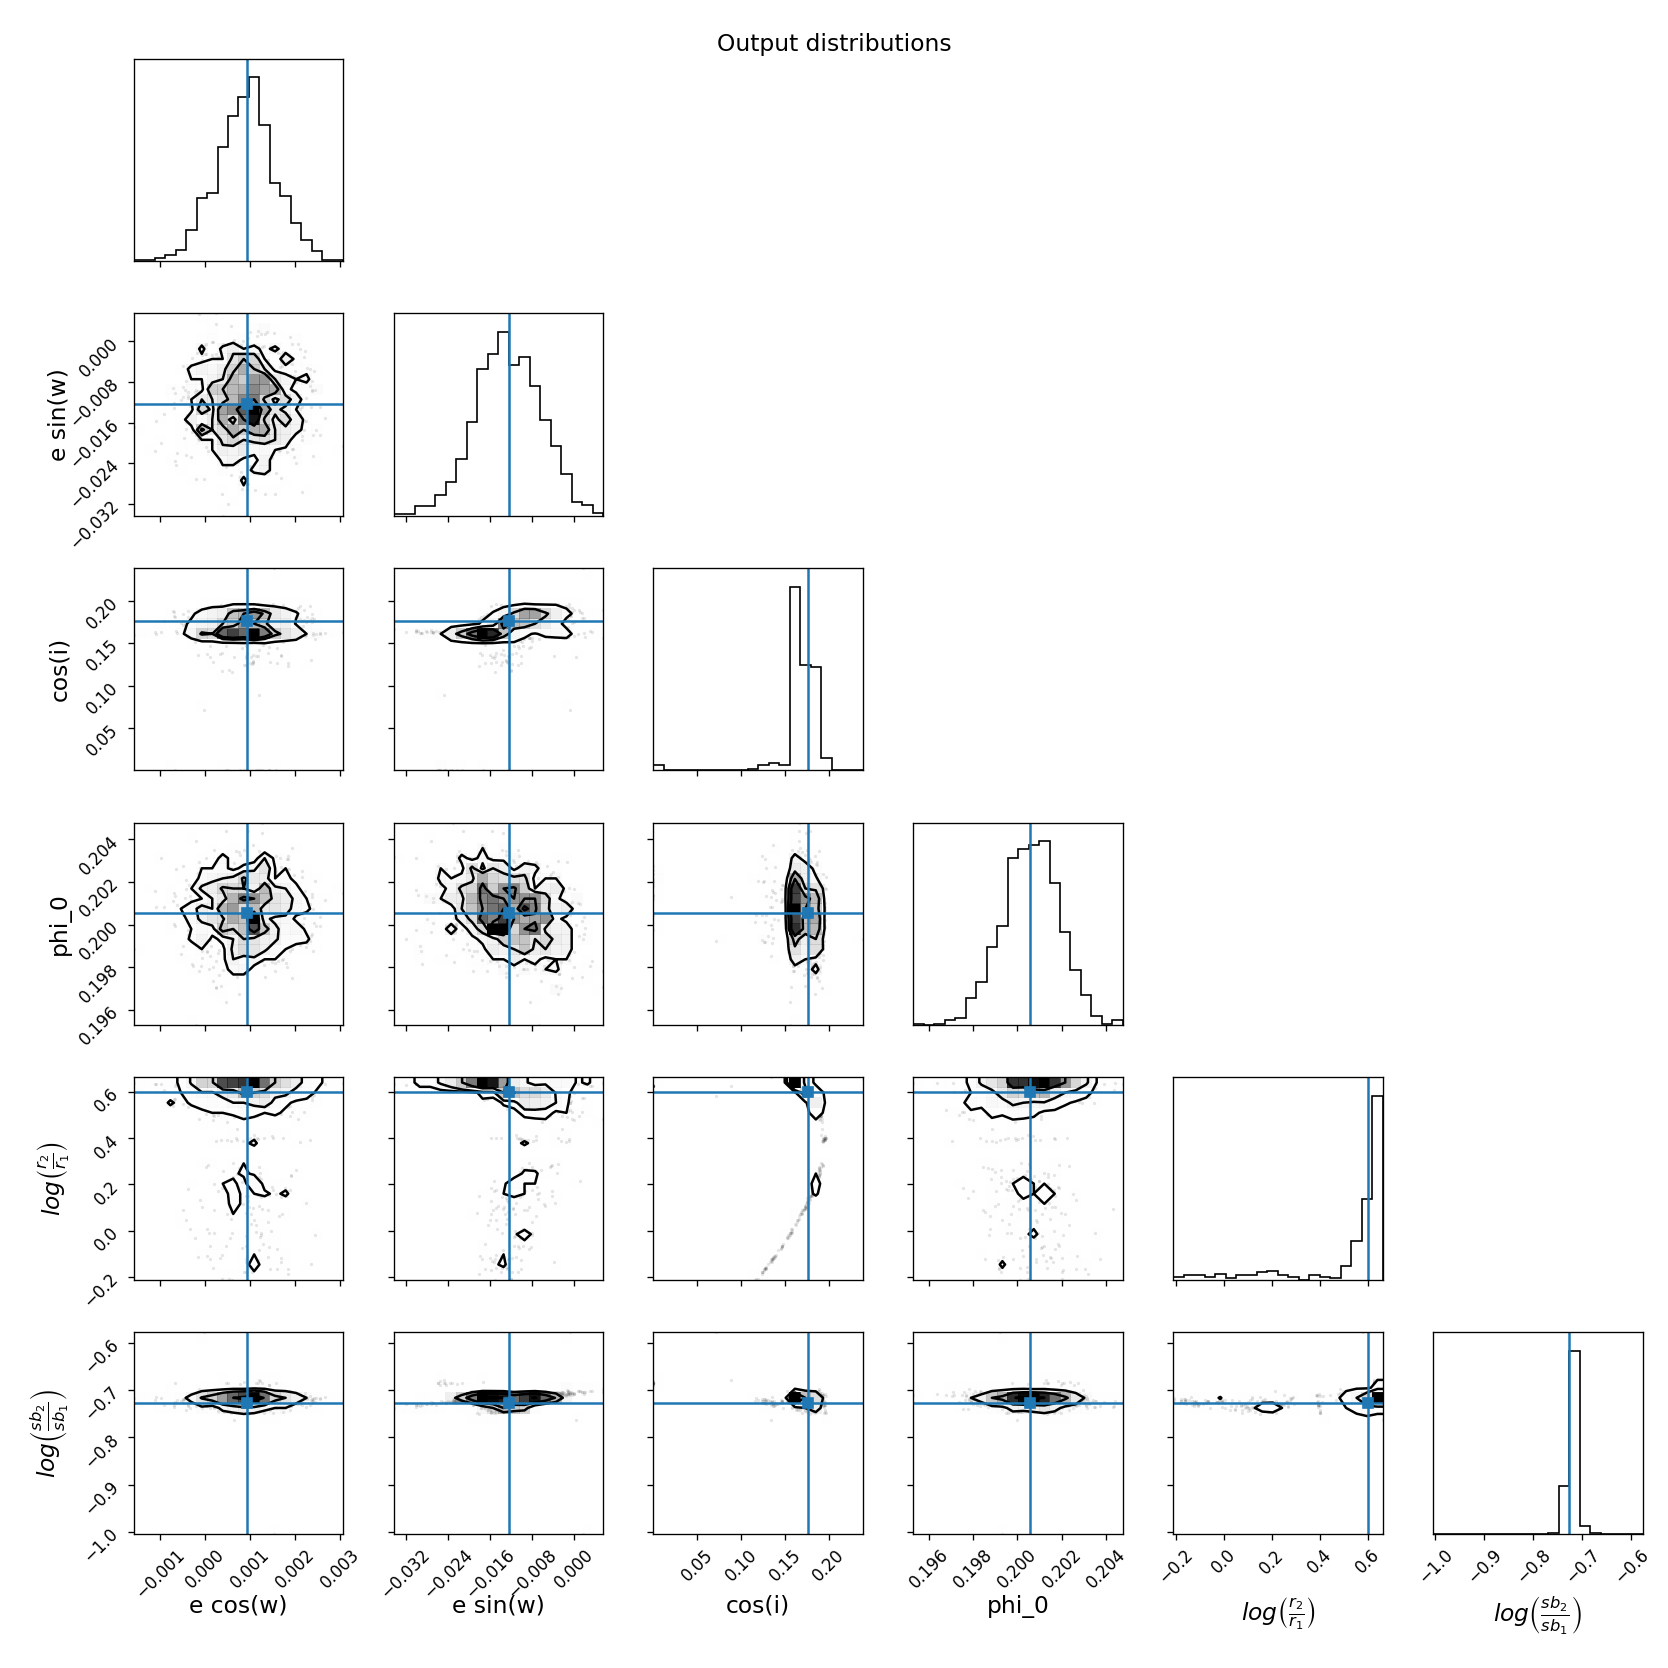 Output distributions
e sin(w)
0.000
−0.008
−0.016
−0.024
−0.032
cos(i)
0.20
0.15
0.10
0.05
phi_0
0.204
0.202
0.200
0.198
0.196
log(r₂/r₁)
0.6
0.4
0.2
0.0
−0.2
log(sb₂/sb₁)
−0.6
−0.7
−0.8
−0.9
−1.0
−0.001 0.000 0.001 0.002 0.003
−0.032 −0.024 −0.016 −0.008 0.000
0.05 0.10 0.15 0.20
0.196 0.198 0.200 0.202 0.204
−0.2 0.0 0.2 0.4 0.6
−1.0 −0.9 −0.8 −0.7 −0.6
e cos(w)
e sin(w)
cos(i)
phi_0
log(r₂/r₁)
log(sb₂/sb₁)